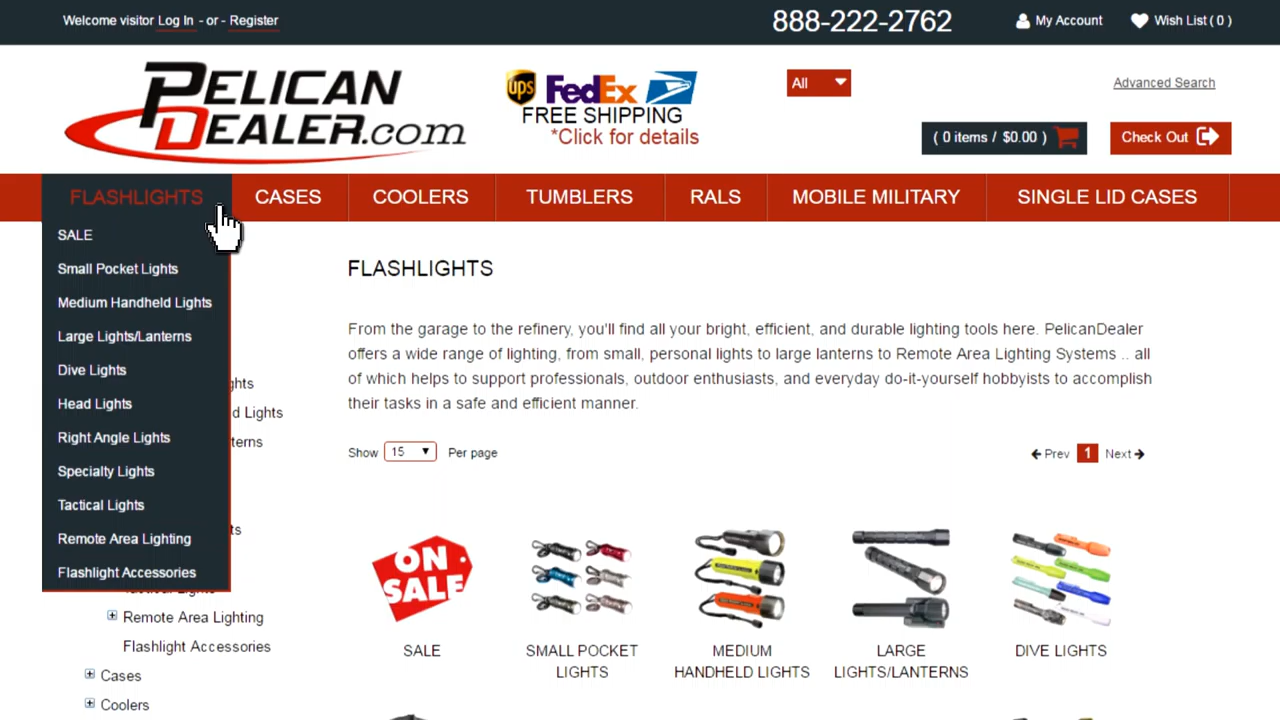 Welcome visitor Log In - or - Register
888-222-2762
My Account
Wish List ( 0 )
PELICAN
DEALER.com
ups FedEx
FREE SHIPPING
*Click for details
All
Advanced Search
( 0 items / $0.00 )
Check Out
FLASHLIGHTS
CASES
COOLERS
TUMBLERS
RALS
MOBILE MILITARY
SINGLE LID CASES
SALE
Small Pocket Lights
Medium Handheld Lights
Large Lights/Lanterns
Dive Lights
Head Lights
Right Angle Lights
Specialty Lights
Tactical Lights
Remote Area Lighting
Flashlight Accessories
ghts
d Lights
terns
ts
Remote Area Lighting
Flashlight Accessories
Cases
Coolers
FLASHLIGHTS
From the garage to the refinery, you'll find all your bright, efficient, and durable lighting tools here. PelicanDealer
offers a wide range of lighting, from small, personal lights to large lanterns to Remote Area Lighting Systems .. all
of which helps to support professionals, outdoor enthusiasts, and everyday do-it-yourself hobbyists to accomplish
their tasks in a safe and efficient manner.
Show 15 Per page
Prev 1 Next
ON
SALE
SALE
SMALL POCKET
LIGHTS
MEDIUM
HANDHELD LIGHTS
LARGE
LIGHTS/LANTERNS
DIVE LIGHTS